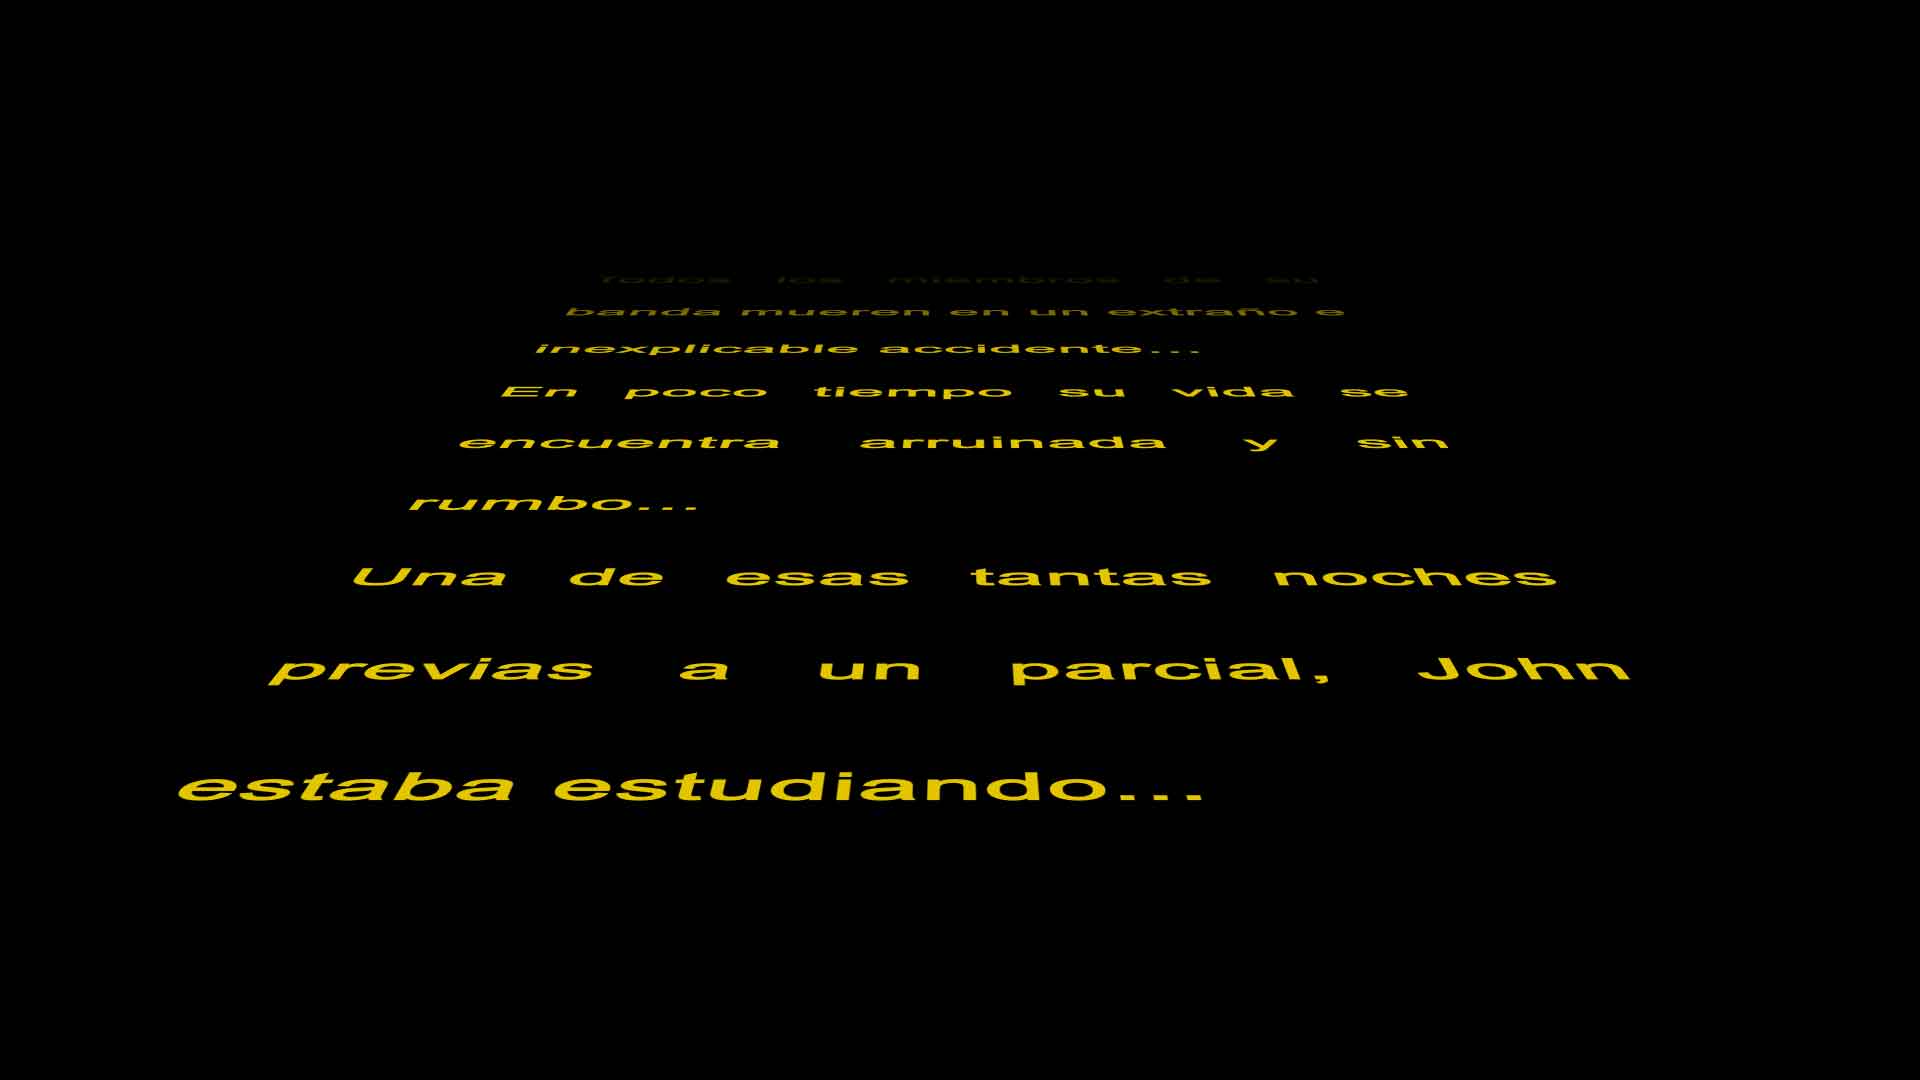 Todos los miembros de su
banda mueren en un extraño e
inexplicable accidente...
En poco tiempo su vida se
encuentra arruinada y sin
rumbo...
Una de esas tantas noches
previas a un parcial, John
estaba estudiando...